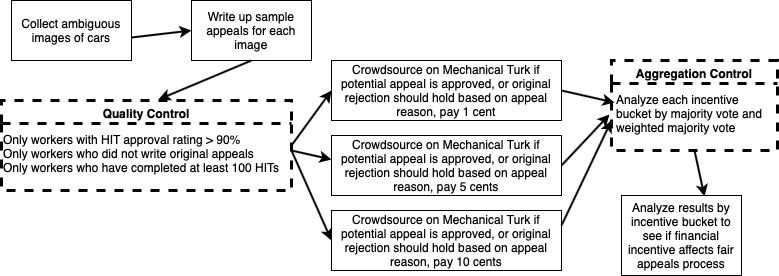 Collect ambiguous
images of cars
Write up sample
appeals for each
image
Quality Control
Only workers with HIT approval rating > 90%
Only workers who did not write original appeals
Only workers who have completed at least 100 HITs
Crowdsource on Mechanical Turk if
potential appeal is approved, or original
rejection should hold based on appeal
reason, pay 1 cent
Crowdsource on Mechanical Turk if
potential appeal is approved, or original
rejection should hold based on appeal
reason, pay 5 cents
Crowdsource on Mechanical Turk if
potential appeal is approved, or original
rejection should hold based on appeal
reason, pay 10 cents
Aggregation Control
Analyze each incentive
bucket by majority vote and
weighted majority vote
Analyze results by
incentive bucket to
see if financial
incentive affects fair
appeals process